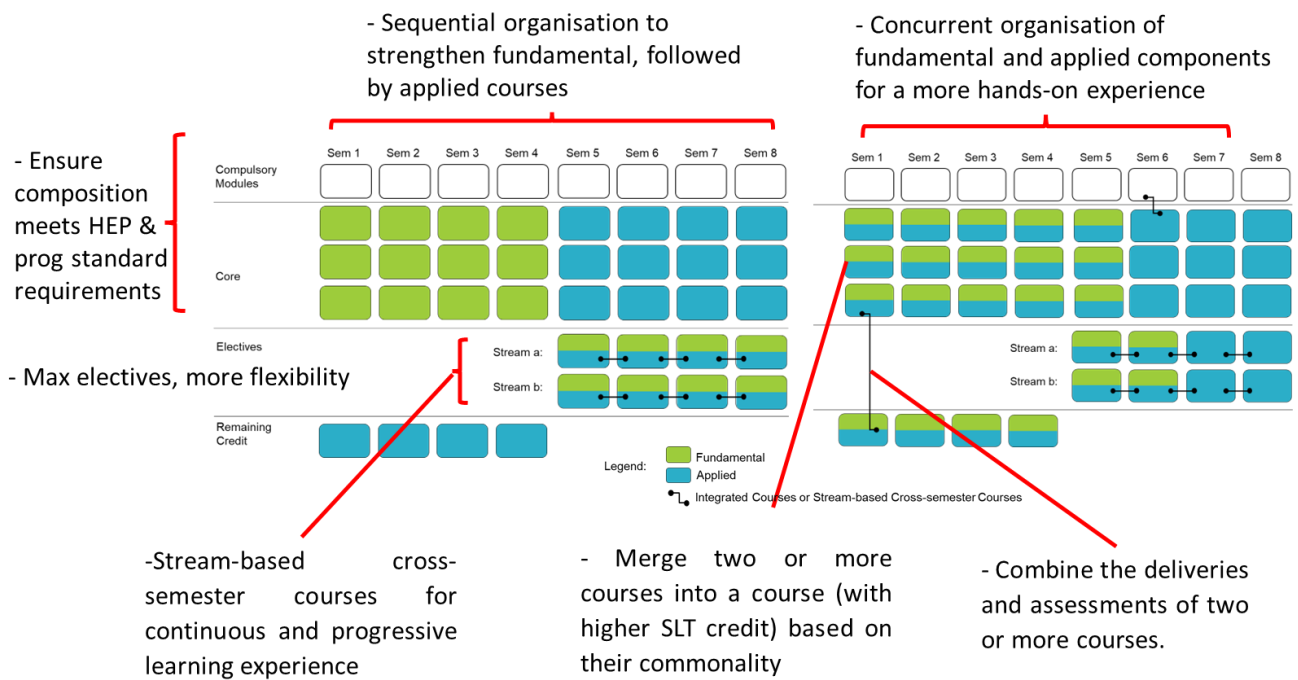 - Sequential organisation to
strengthen fundamental, followed
by applied courses
- Concurrent organisation of
fundamental and applied components
for a more hands-on experience
- Ensure
composition
meets HEP &
prog standard
requirements
Sem 1 Sem 2 Sem 3 Sem 4 Sem 5 Sem 6 Sem 7 Sem 8
Compulsory
Modules
Core
Electives
Stream a:
Stream b:
- Max electives, more flexibility
Remaining
Credit
Sem 1 Sem 2 Sem 3 Sem 4 Sem 5 Sem 6 Sem 7 Sem 8
Stream a:
Stream b:
Legend:
Fundamental
Applied
Integrated Courses or Stream-based Cross-semester Courses
-Stream-based cross-
semester courses for
continuous and progressive
learning experience
- Merge two or more
courses into a course (with
higher SLT credit) based on
their commonality
- Combine the deliveries
and assessments of two
or more courses.